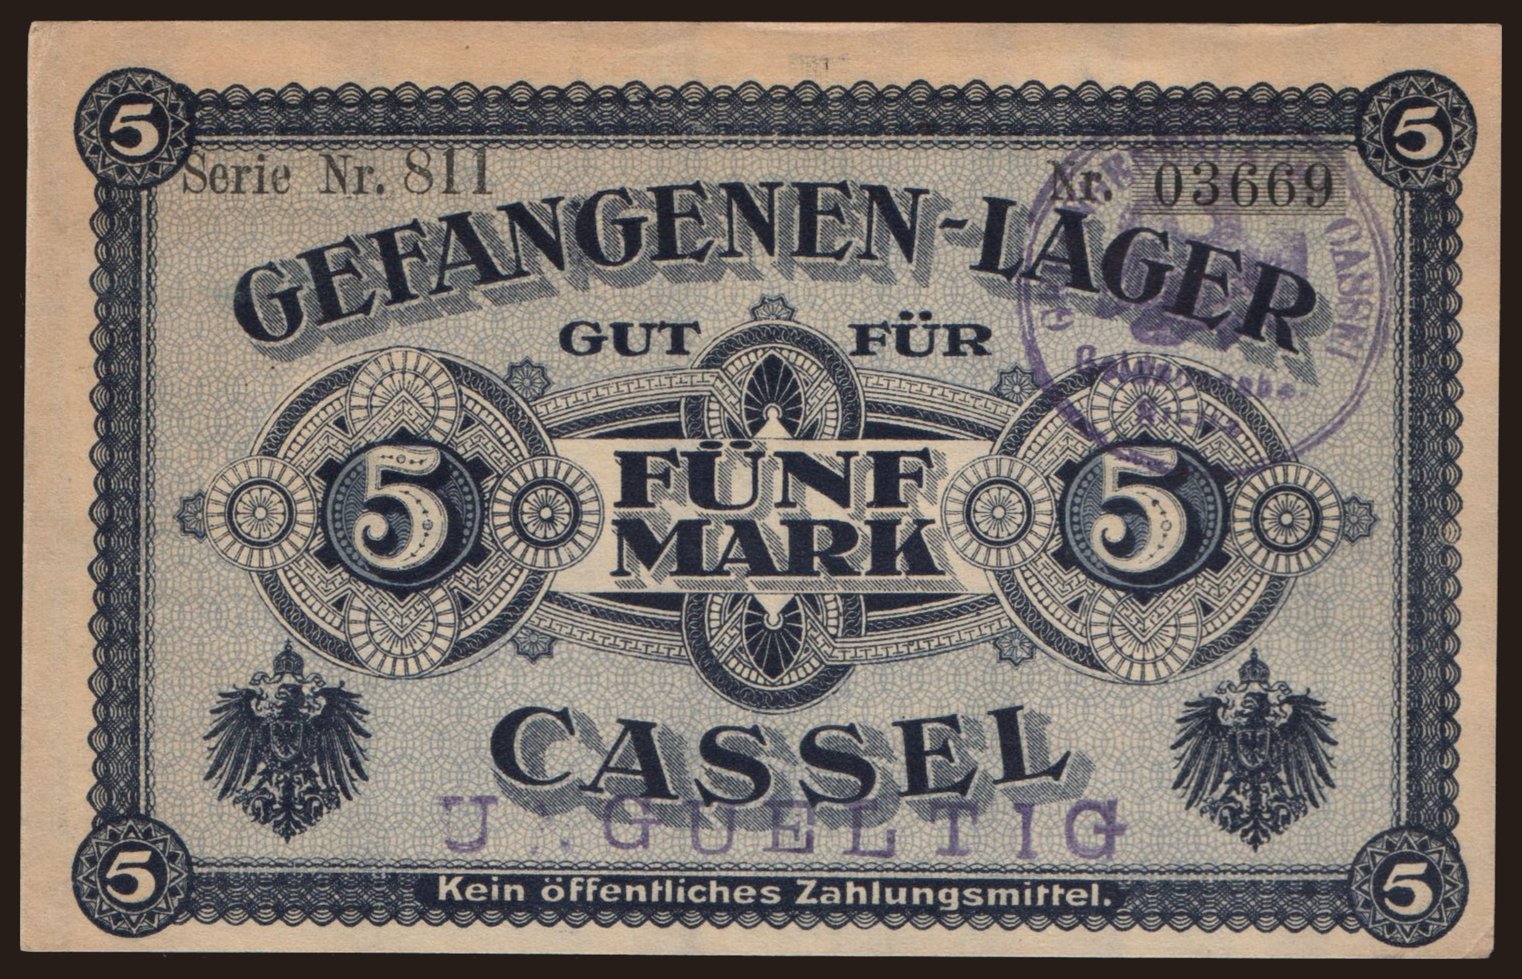 5 5
Serie Nr. 811 Nr. 03669
GEFANGENEN-LAGER
CASSEL
GUT FÜR
5 FÜNF 5
MARK
CASSEL
GUELTIG
5 Kein öffentliches Zahlungsmittel. 5